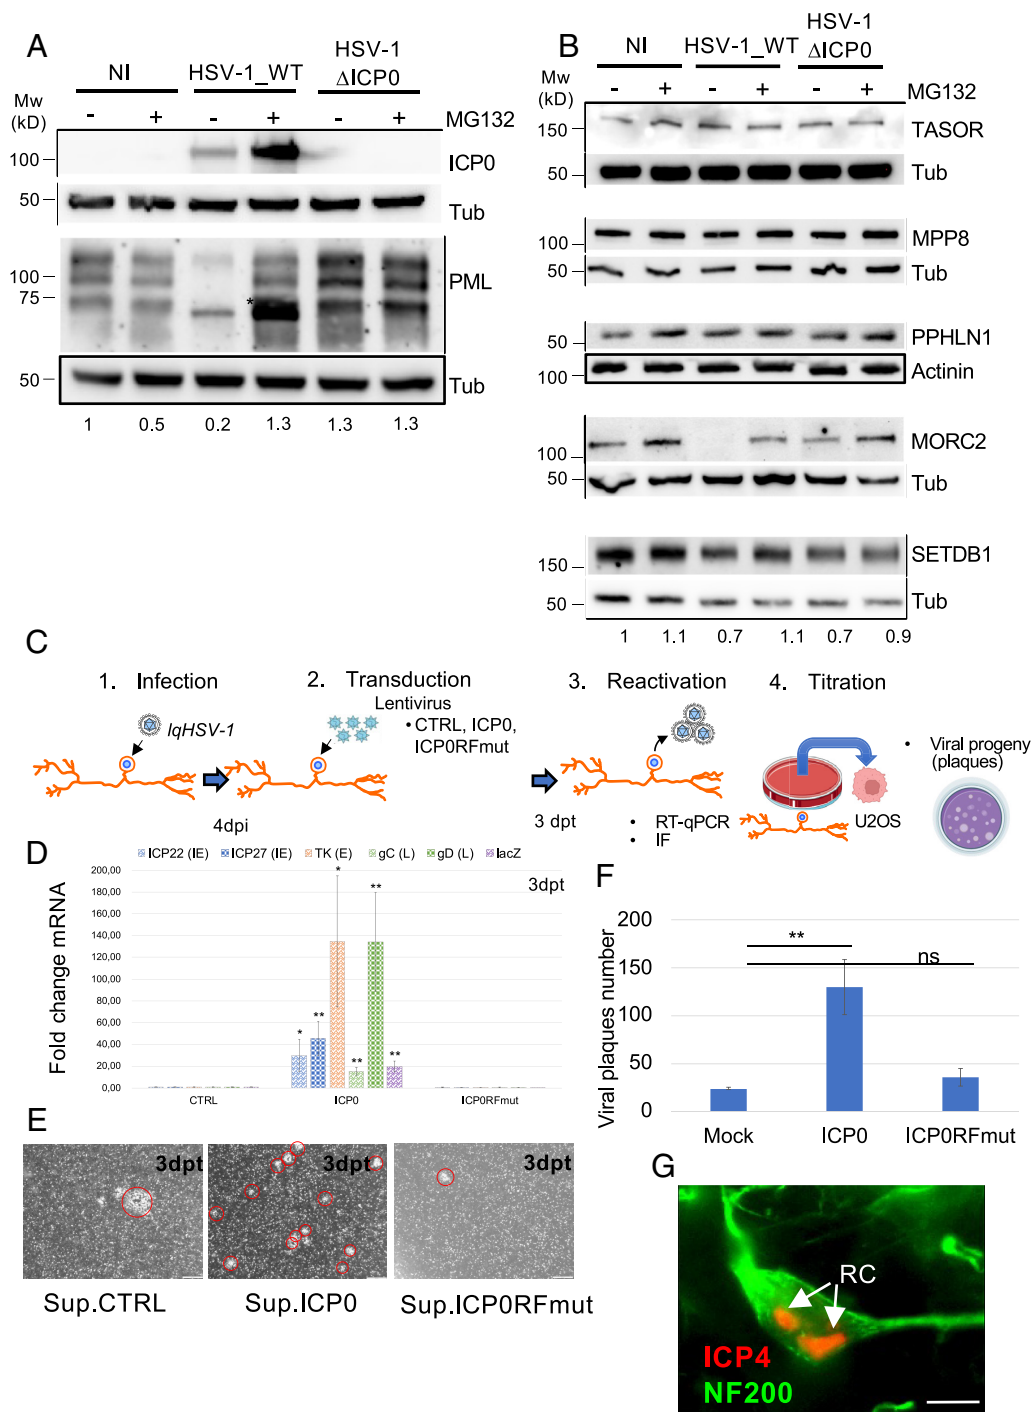 A
NI
HSV-1_WT
HSV-1
ΔICP0
Mw
(kD)
- + - + - + MG132
100
ICP0
50
Tub
100
75
*
PML
50
Tub
1 0.5 0.2 1.3 1.3 1.3
B
NI
HSV-1_WT
HSV-1
ΔICP0
Mw
(kD)
- + - + - + MG132
150
TASOR
50
Tub
100
MPP8
50
Tub
50
PPHLN1
100
Actinin
100
MORC2
50
Tub
150
SETDB1
50
Tub
1 1.1 0.7 1.1 0.7 0.9
C
1. Infection
lqHSV-1
2. Transduction
Lentivirus
• CTRL, ICP0,
ICP0RFmut
4dpi
3. Reactivation
3 dpt
• RT-qPCR
• IF
4. Titration
U2OS
• Viral progeny
(plaques)
D
ICP22 (IE) ICP27 (IE) TK (E) gC (L) gD (L) lacZ
3dpt
Fold change mRNA
200,00
180,00
160,00
140,00
120,00
100,00
80,00
60,00
40,00
20,00
0,00
* ** * ** ** **
CTRL ICP0 ICP0RFmut
E
3dpt 3dpt 3dpt
Sup.CTRL Sup.ICP0 Sup.ICP0RFmut
F
Viral plaques number
200
150
100
50
0
**
ns
Mock ICP0 ICP0RFmut
G
RC
ICP4
NF200